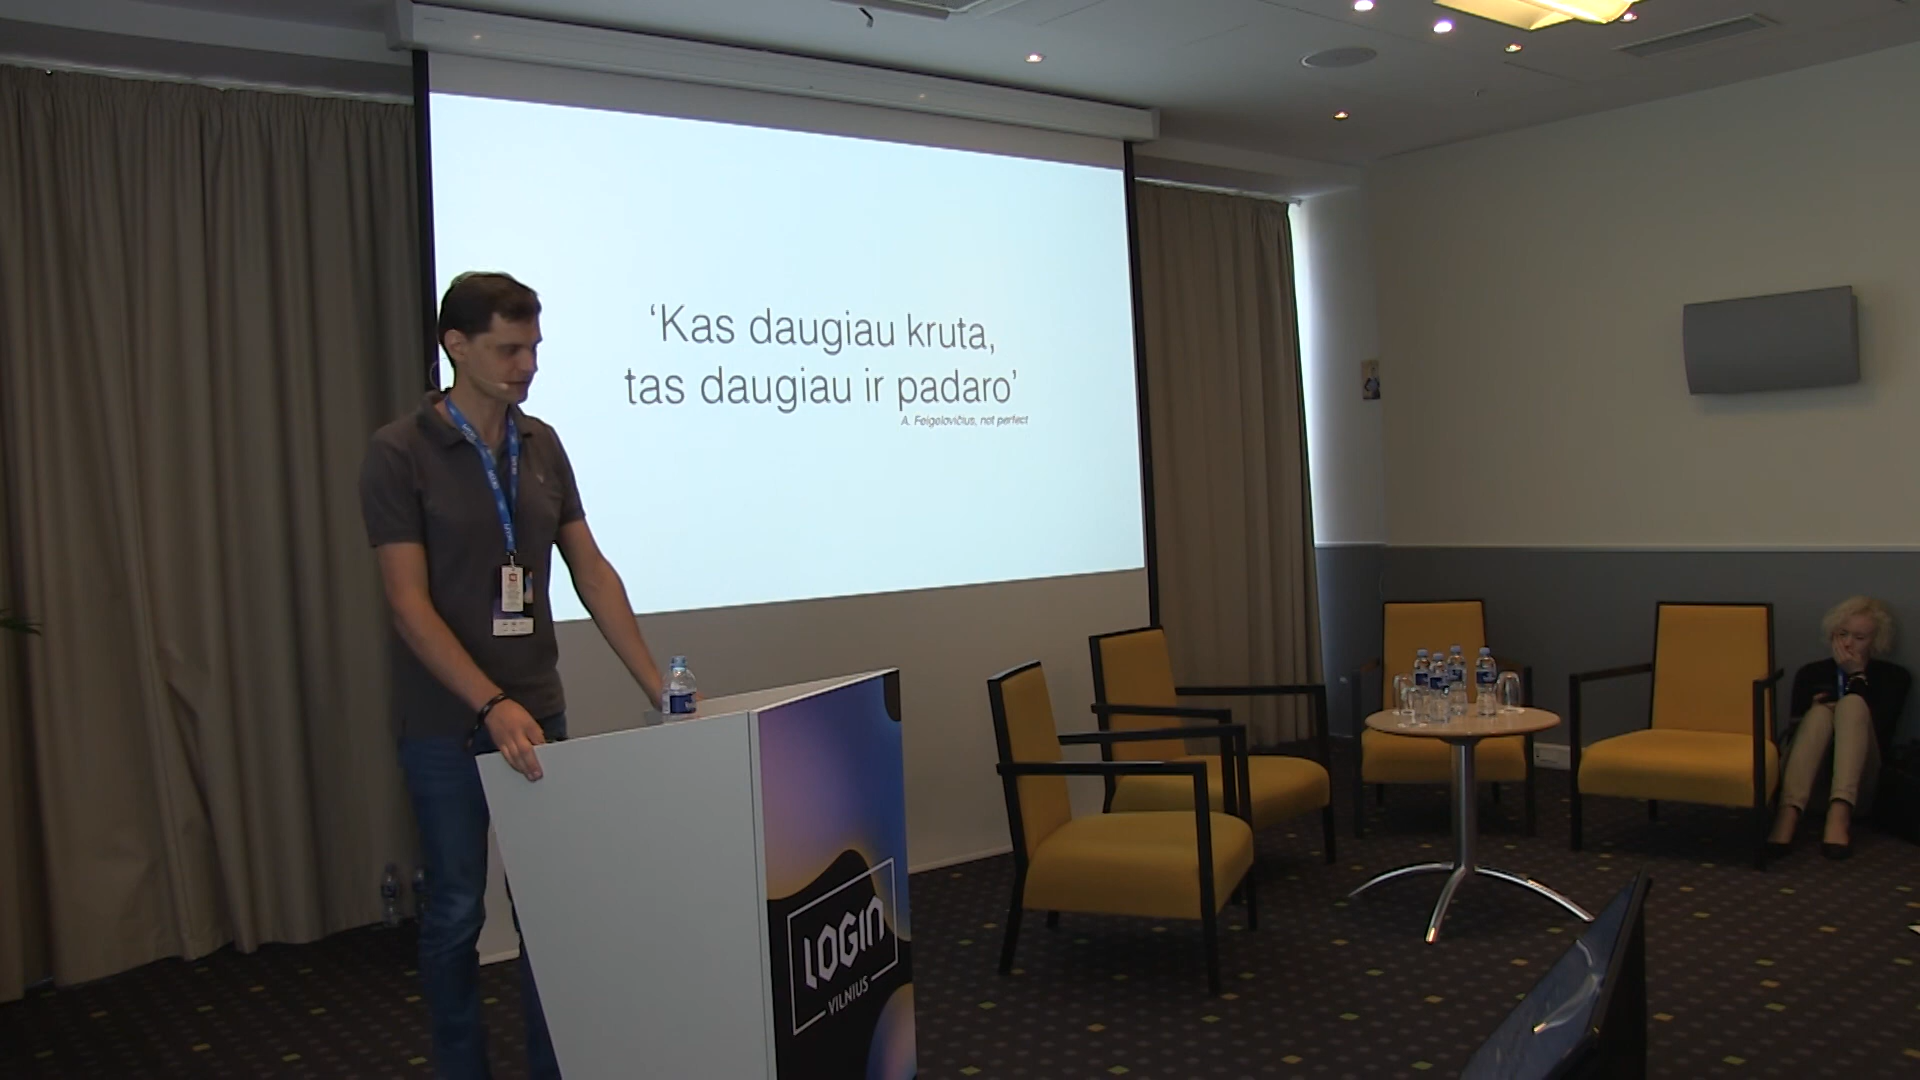 ‘Kas daugiau kruta,
tas daugiau ir padaro’
A. Feigelovičius, not perfect
LOGIN
VILNIUS